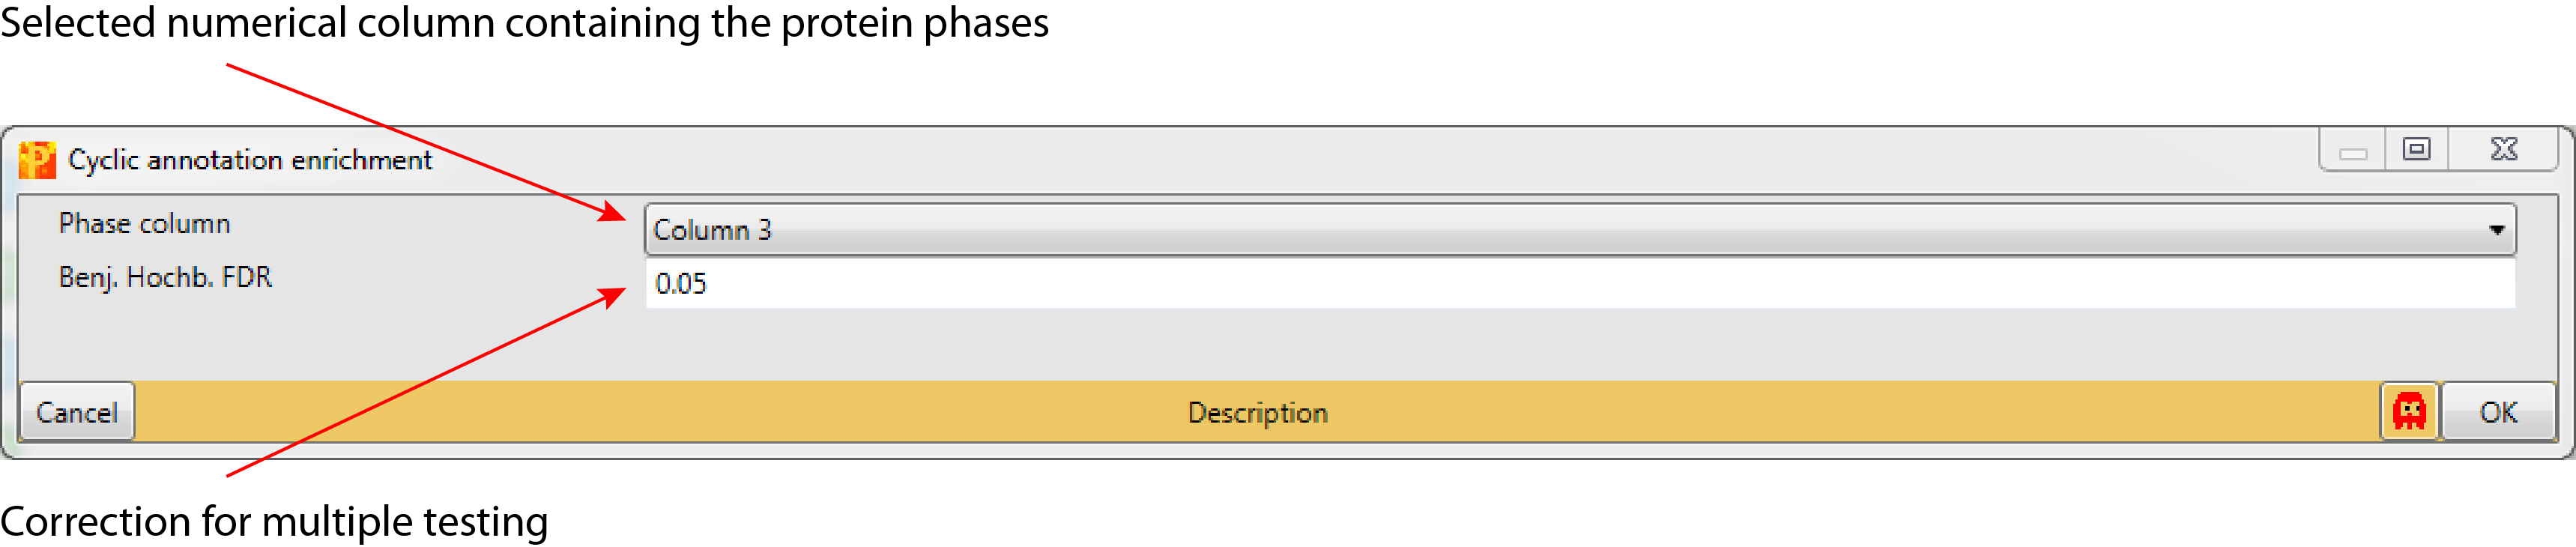 Selected numerical column containing the protein phases
Cyclic annotation enrichment
Phase column
Column 3
Benj. Hochb. FDR
0.05
Cancel
Description
OK
Correction for multiple testing